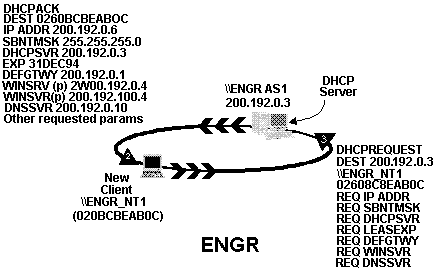 DHCPACK
DEST 0260BCBEAB0C
IP ADDR 200.192.0.6
SBNTMSK 255.255.255.0
DHCPSVR 200.192.0.3
EXP 31DEC94
DEFGTWY 200.192.0.1
WINSRV (p) 2W00.192.0.4
WINSVR(p) 200.192.100.4
DNSSVR 200.192.0.10
Other requested params
\\ENGR AS1
200.192.0.3
DHCP
Server
New
Client
\\ENGR_NT1
(020BCBEAB0C)
DHCPREQUEST
DEST 200.192.0.3
\\ENGR_NT1
02608C8EAB0C
REQ IP ADDR
REQ SBNTMSK
REQ DHCPSVR
REQ LEASEXP
REQ DEFGTWY
REQ WINSVR
REQ DNSSVR
ENGR